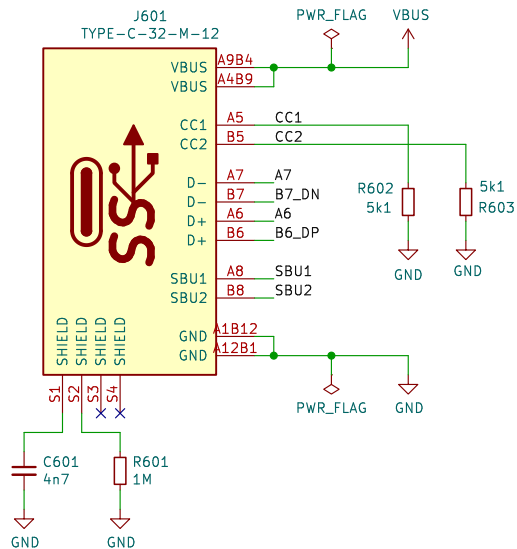 J601
TYPE-C-32-M-12
PWR_FLAG
VBUS
VBUS
A9B4
VBUS
A4B9
CC1
A5
CC1
CC2
B5
CC2
D-
A7
A7
D-
B7
B7_DN
D+
A6
A6
D+
B6
B6_DP
SS
R602
5k1
5k1
R603
GND
GND
SBU1
A8
SBU1
SBU2
B8
SBU2
GND
A1B12
GND
A12B1
SHIELD
SHIELD
SHIELD
SHIELD
S1
S2
S3
S4
PWR_FLAG
GND
C601
4n7
R601
1M
GND
GND